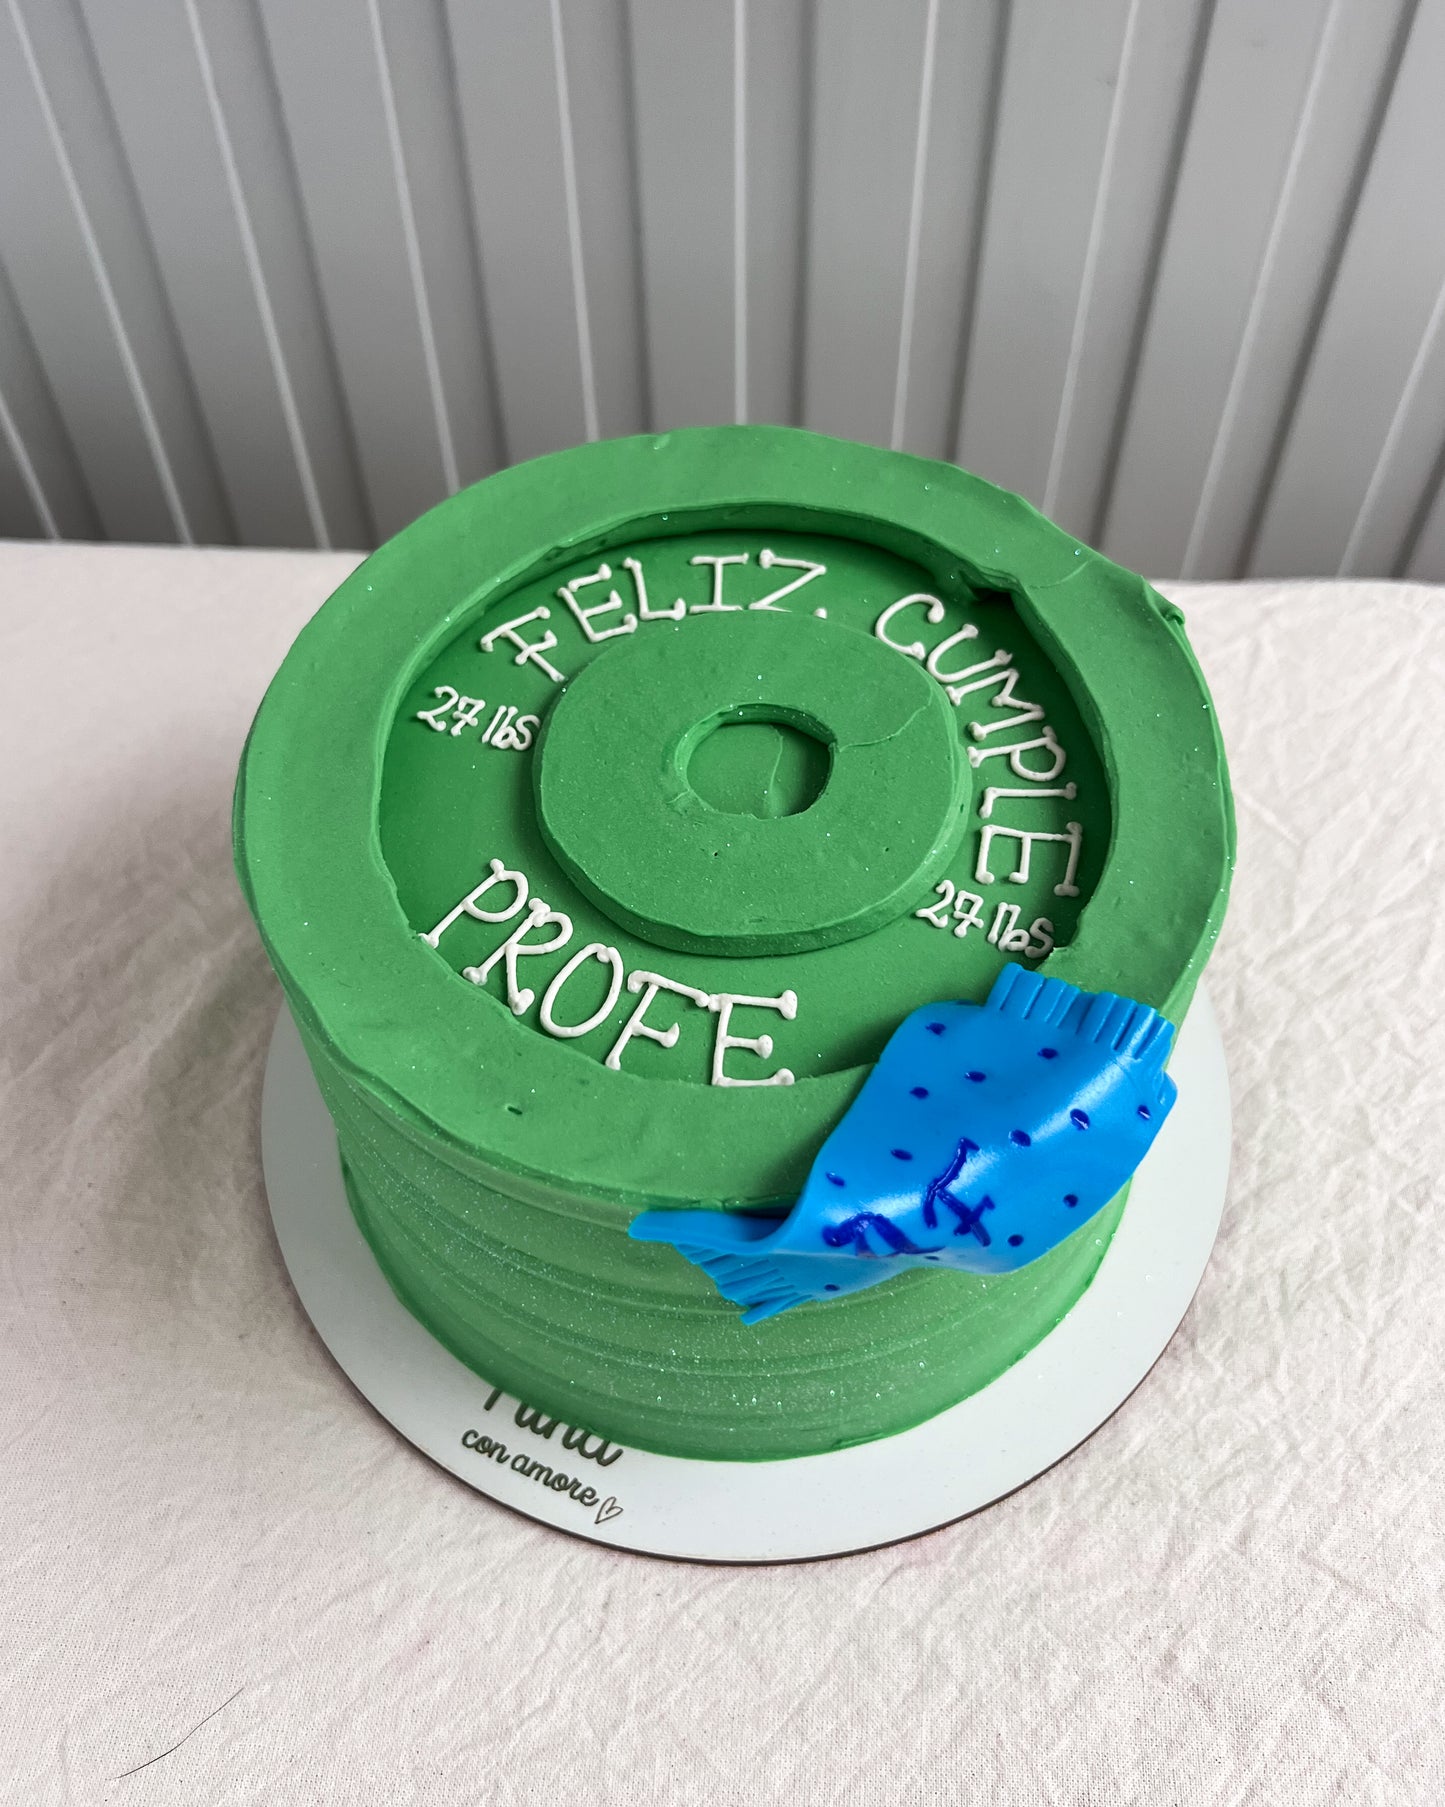 FELIZ CUMPLE
27 lbs
27 lbs
PROFE
con amore